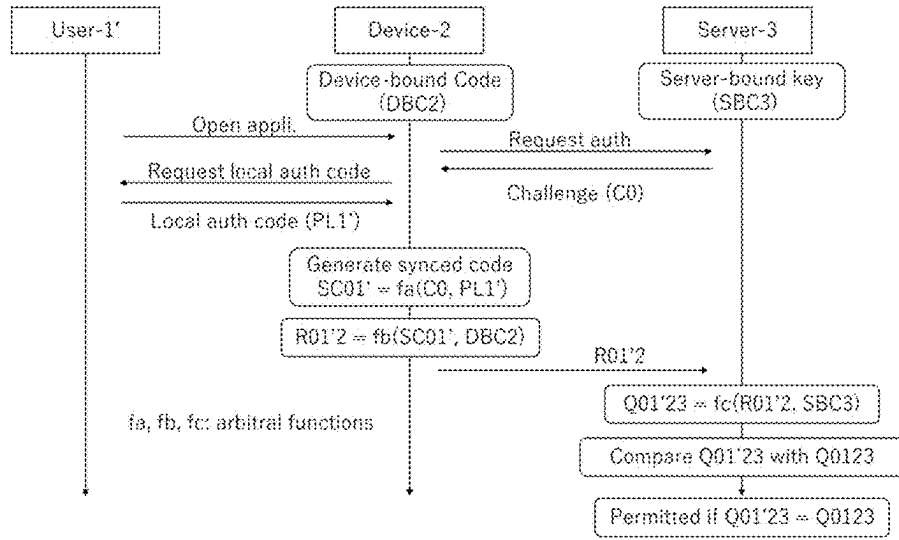 User-1'
Device-2
Server-3
Device-bound Code
(DBC2)
Server-bound key
(SBC3)
Open appli.
Request auth
Request local auth code
Challenge (C0)
Local auth code (PL1')
Generate synced code
SC01' = fa(C0, PL1')
R01'2 = fb(SC01', DBC2)
R01'2
Q01'23 = fc(R01'2, SBC3)
fa, fb, fc: arbitral functions
Compare Q01'23 with Q0123
Permitted if Q01'23 = Q0123